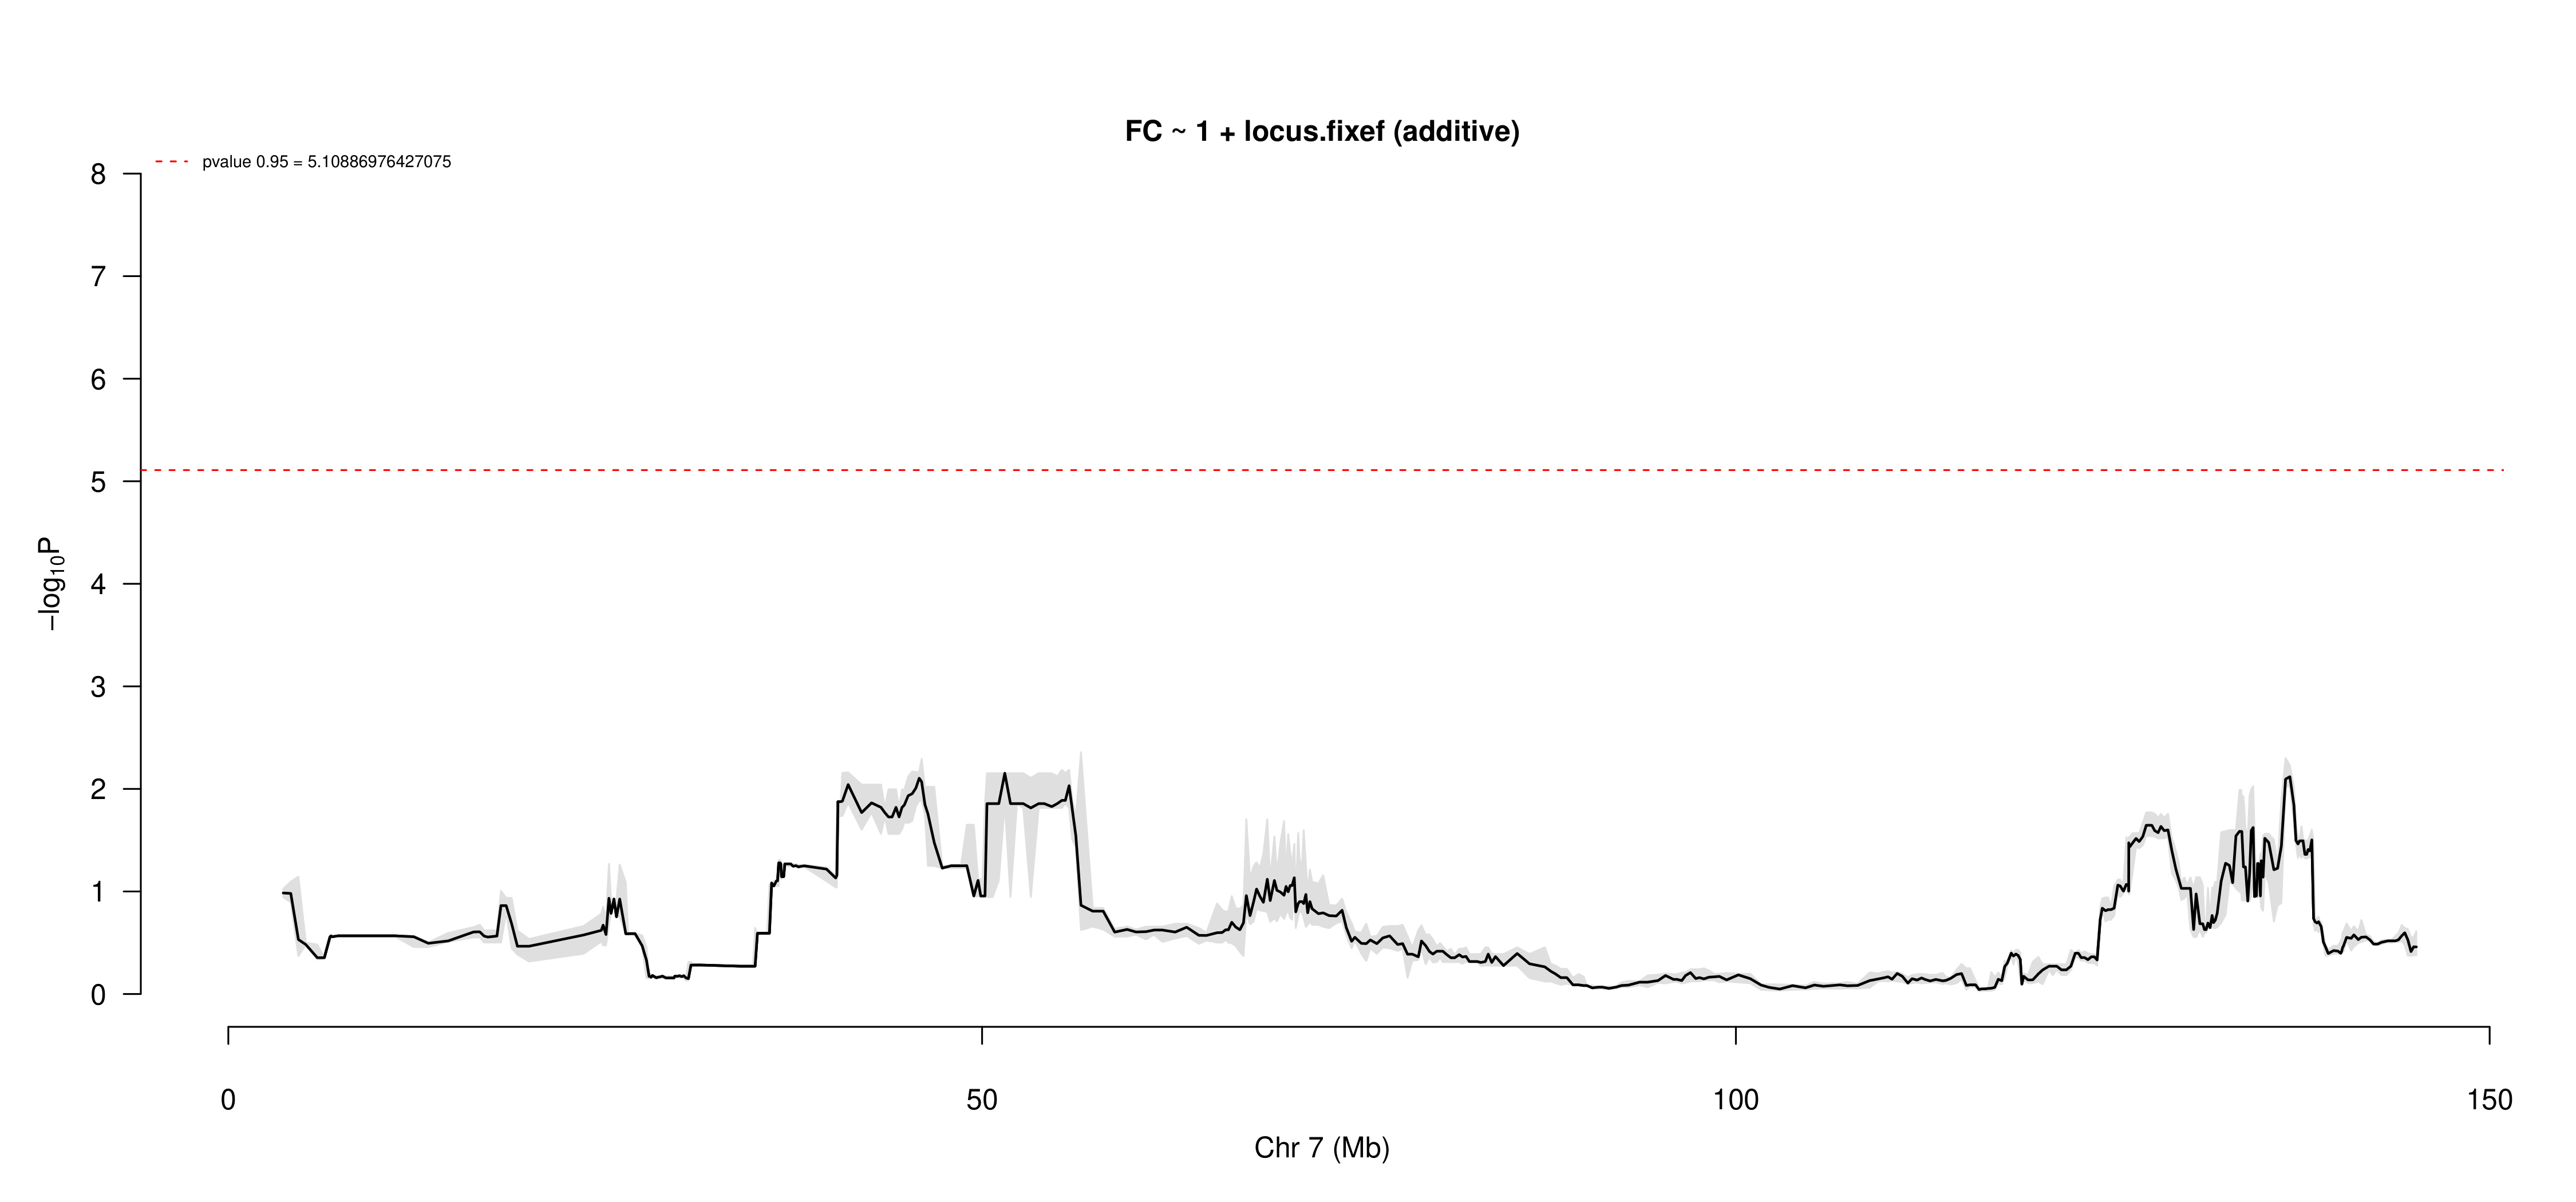 FC ~ 1 + locus.fixef (additive)
pvalue 0.95 = 5.10886976427075
8
7
6
5
4
3
2
1
0
−log10P
0 50 100 150
Chr 7 (Mb)